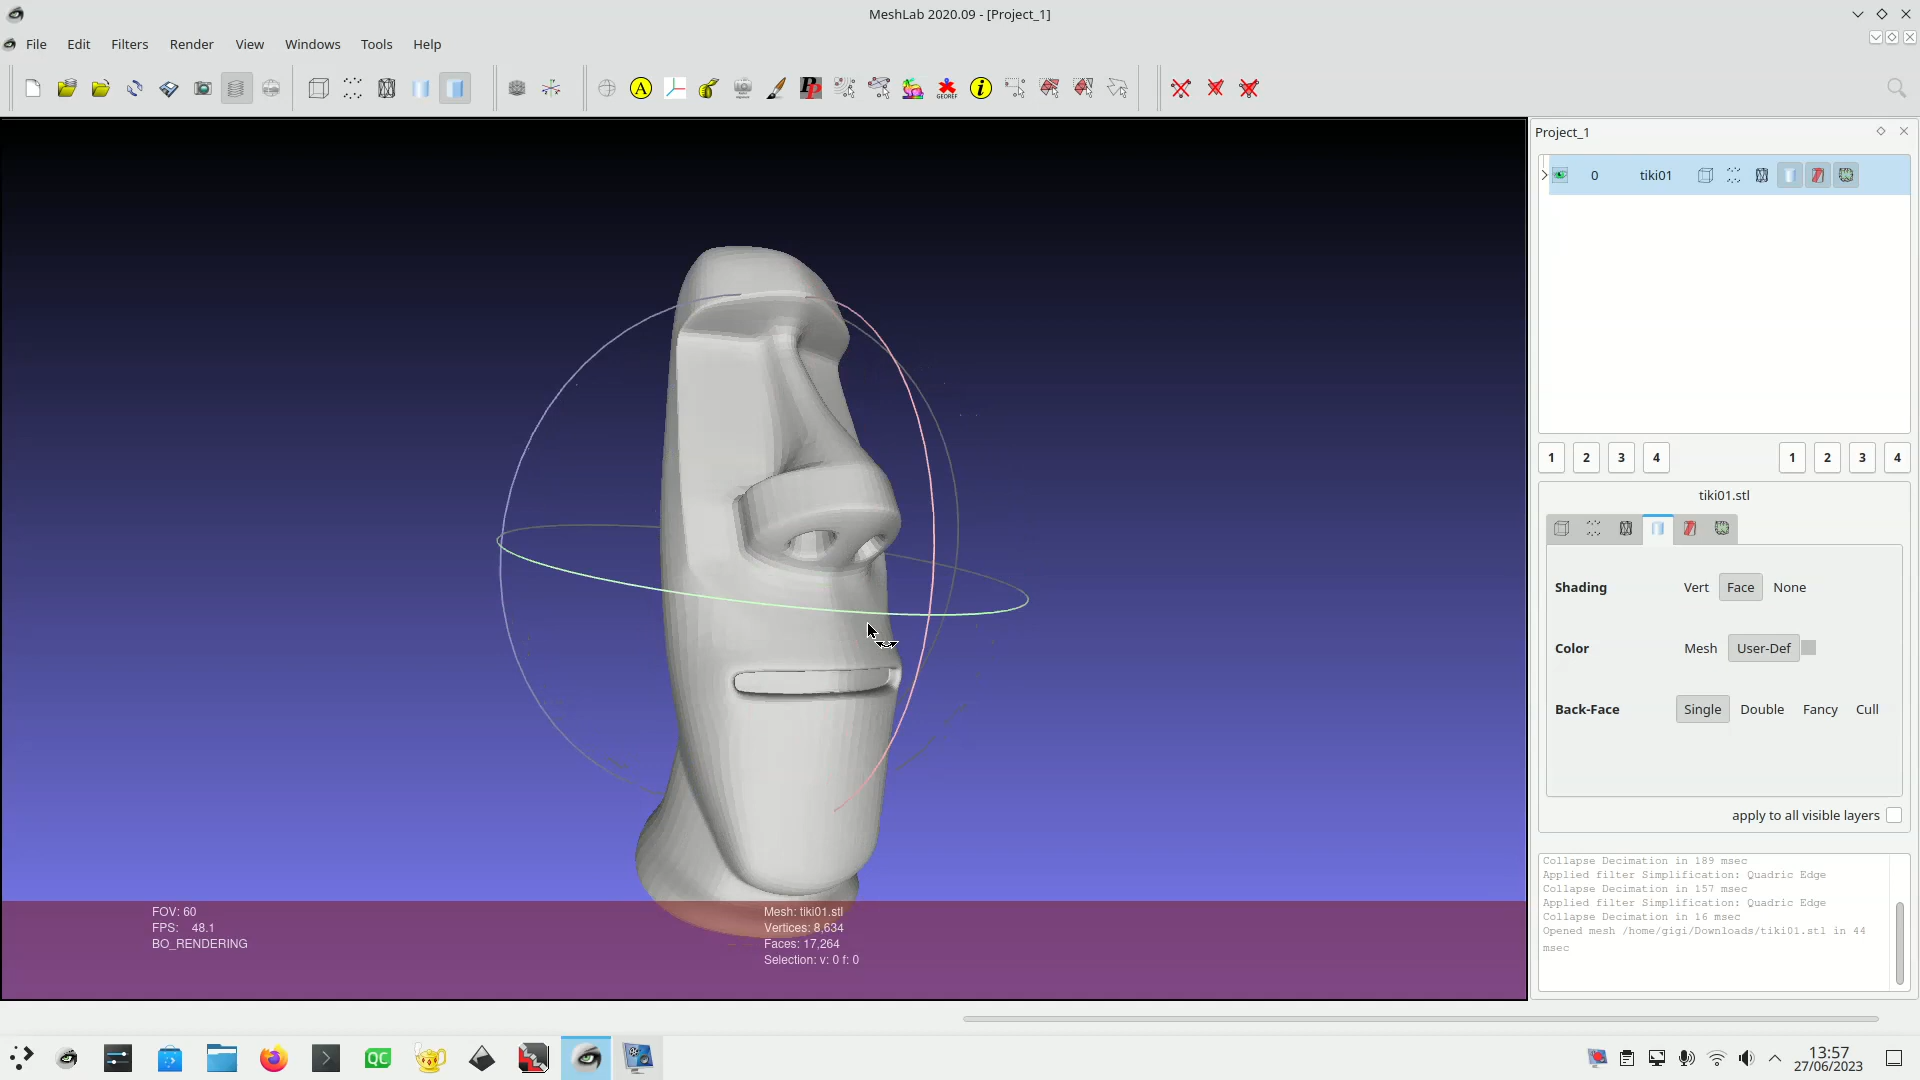 MeshLab 2020.09 - [Project_1]
File Edit Filters Render View Windows Tools Help
A
PP
GEOREF
i
Project_1
0 tiki01
1 2 3 4 1 2 3 4
tiki01.stl
Shading Vert Face None
Color Mesh User-Def
Back-Face Single Double Fancy Cull
apply to all visible layers
Collapse Decimation in 189 msec
Applied filter Simplification: Quadric Edge
Collapse Decimation in 157 msec
Applied filter Simplification: Quadric Edge
Collapse Decimation in 16 msec
Opened mesh /home/gigi/Downloads/tiki01.stl in 44
msec
FOV: 60
FPS: 48.1
BO_RENDERING
Mesh: tiki01.stl
Vertices: 8,634
Faces: 17,264
Selection: v: 0 f: 0
QC
13:57
27/06/2023